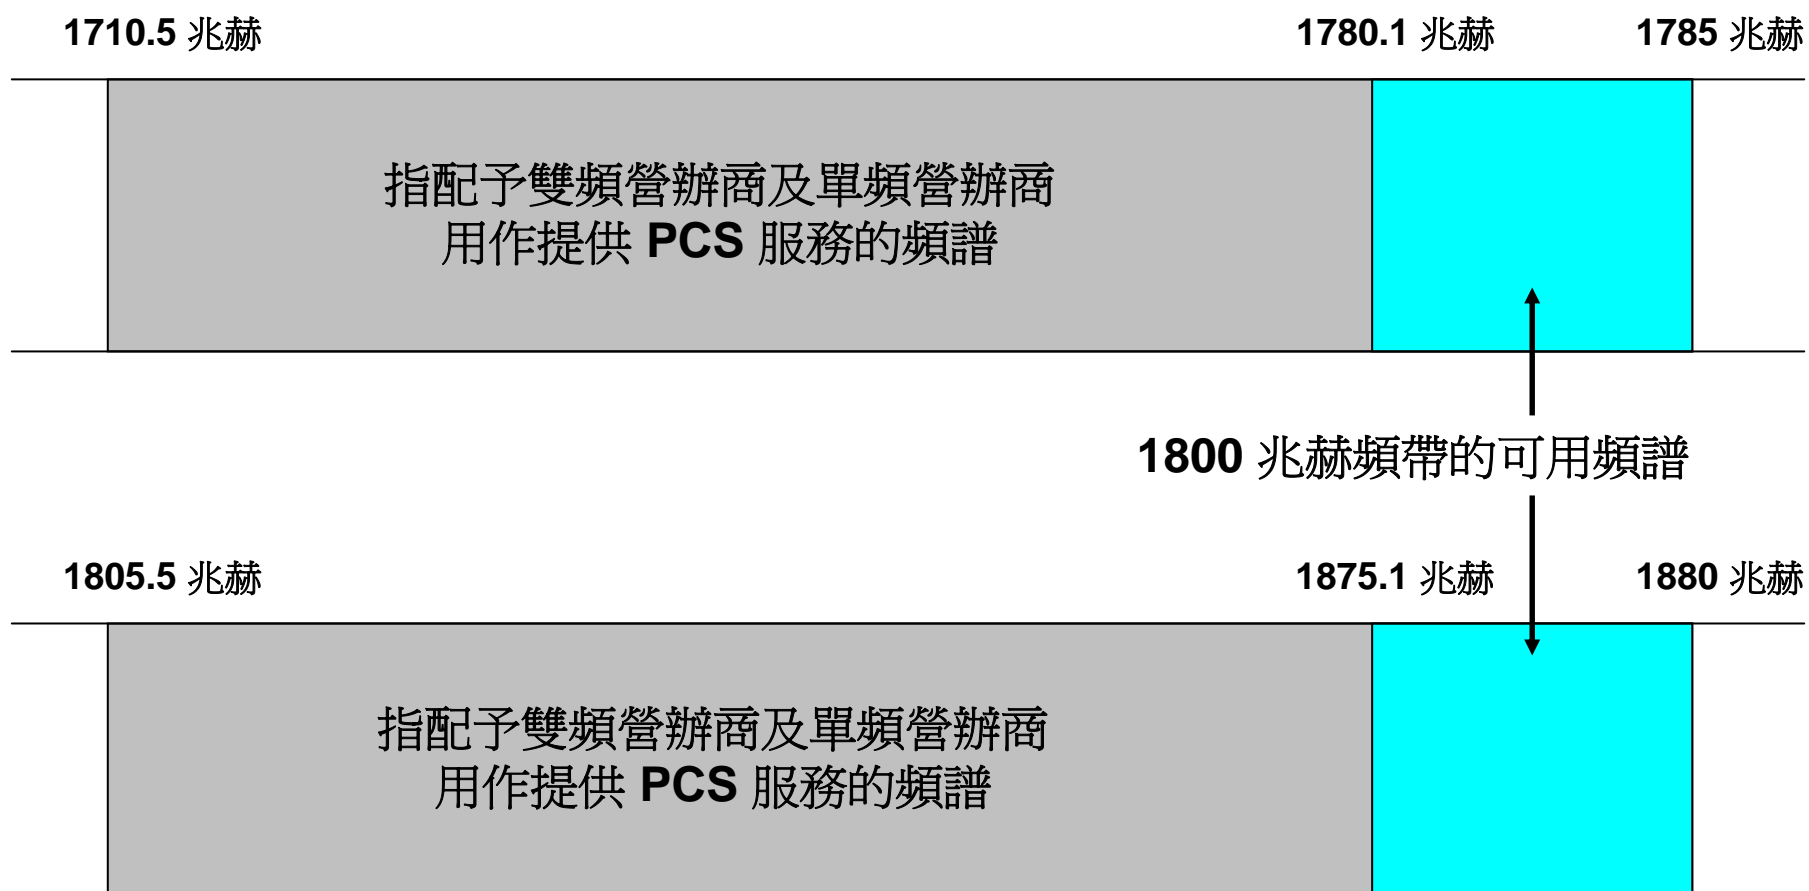 1710.5 兆赫 1780.1 兆赫 1785 兆赫
指配予雙頻營辦商及單頻營辦商
用作提供 PCS 服務的頻譜
1800 兆赫頻帶的可用頻譜
1805.5 兆赫 1875.1 兆赫 1880 兆赫
指配予雙頻營辦商及單頻營辦商
用作提供 PCS 服務的頻譜